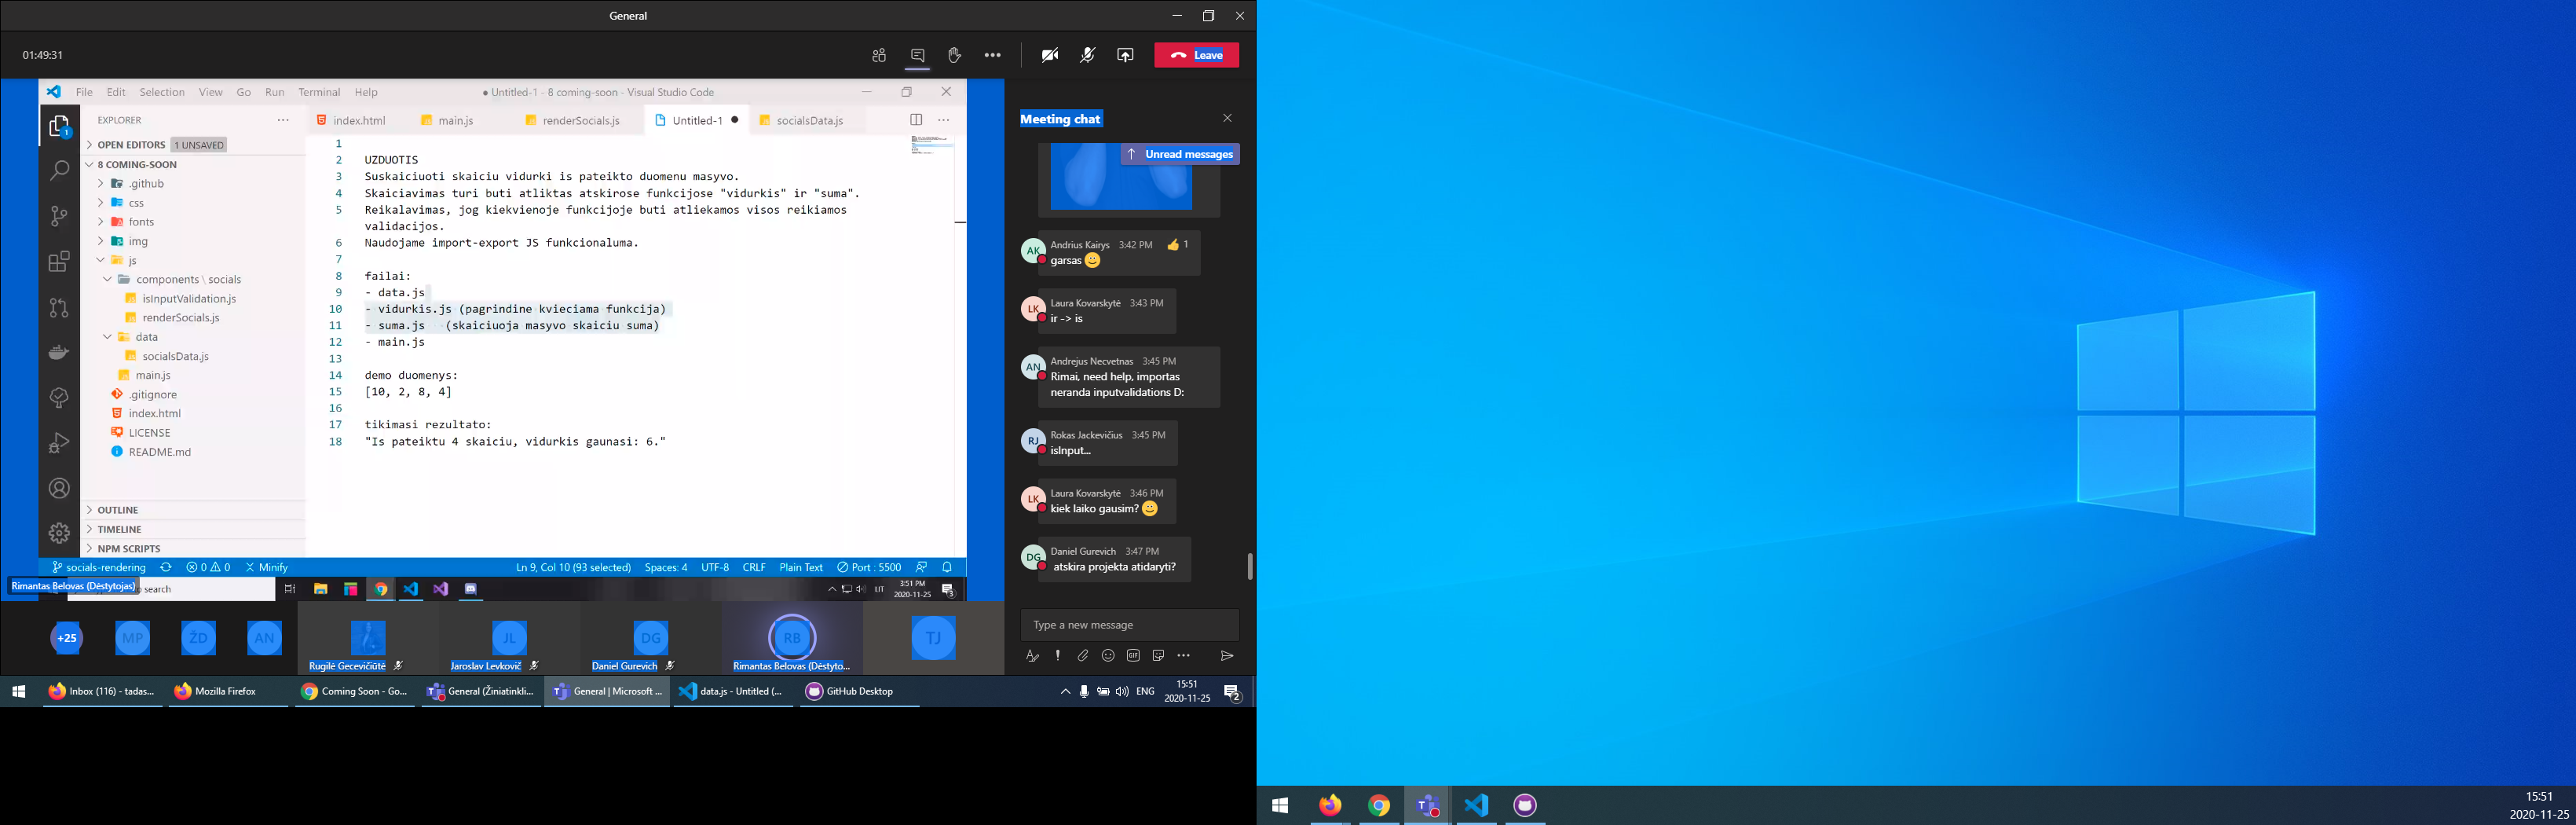 General
01:49:31
Leave
File Edit Selection View Go Run Terminal Help
● Untitled-1 - 8 coming-soon - Visual Studio Code
EXPLORER
index.html main.js renderSocials.js Untitled-1 socialsData.js
OPEN EDITORS 1 UNSAVED
8 COMING-SOON
.github
css
fonts
img
js
components \ socials
isInputValidation.js
renderSocials.js
data
socialsData.js
main.js
.gitignore
index.html
LICENSE
README.md
OUTLINE
TIMELINE
NPM SCRIPTS
1
2 UZDUOTIS
3 Suskaiciuoti skaiciu vidurki is pateikto duomenu masyvo.
4 Skaiciavimas turi buti atliktas atskirose funkcijose "vidurkis" ir "suma".
5 Reikalavimas, jog kiekvienoje funkcijoje buti atliekamos visos reikiamos
validacijos.
6 Naudojame import-export JS funkcionaluma.
7
8 failai:
9 - data.js
10 - vidurkis.js (pagrindine kvieciama funkcija)
11 - suma.js (skaiciuoja masyvo skaiciu suma)
12 - main.js
13
14 demo duomenys:
15 [10, 2, 8, 4]
16
17 tikimasi rezultato:
18 "Is pateiktu 4 skaiciu, vidurkis gaunasi: 6."
socials-rendering 0 0 Minify
Ln 9, Col 10 (93 selected) Spaces: 4 UTF-8 CRLF Plain Text Port : 5500
Rimantas Belovas (Dėstytojas)
search
LIT
3:51 PM
2020-11-25
3
Meeting chat
Unread messages
AK
Andrius Kairys 3:42 PM 1
garsas
LK
Laura Kovarskytė 3:43 PM
ir -> is
AN
Andrejus Necvetnas 3:45 PM
Rimai, need help, importas
neranda inputvalidations D:
RJ
Rokas Jackevičius 3:45 PM
isInput...
LK
Laura Kovarskytė 3:46 PM
kiek laiko gausim?
DG
Daniel Gurevich 3:47 PM
atskira projekta atidaryti?
Type a new message
GIF
+25 MP ŽD AN JL DG RB TJ
Rugilė Gecevičiūtė Jaroslav Levkovič Daniel Gurevich Rimantas Belovas (Dėstyto...
Inbox (116) - tadas... Mozilla Firefox Coming Soon - Go... General (Žiniatinkli... General | Microsoft ... data.js - Untitled (... GitHub Desktop
ENG
15:51
2020-11-25
2
15:51
2020-11-25